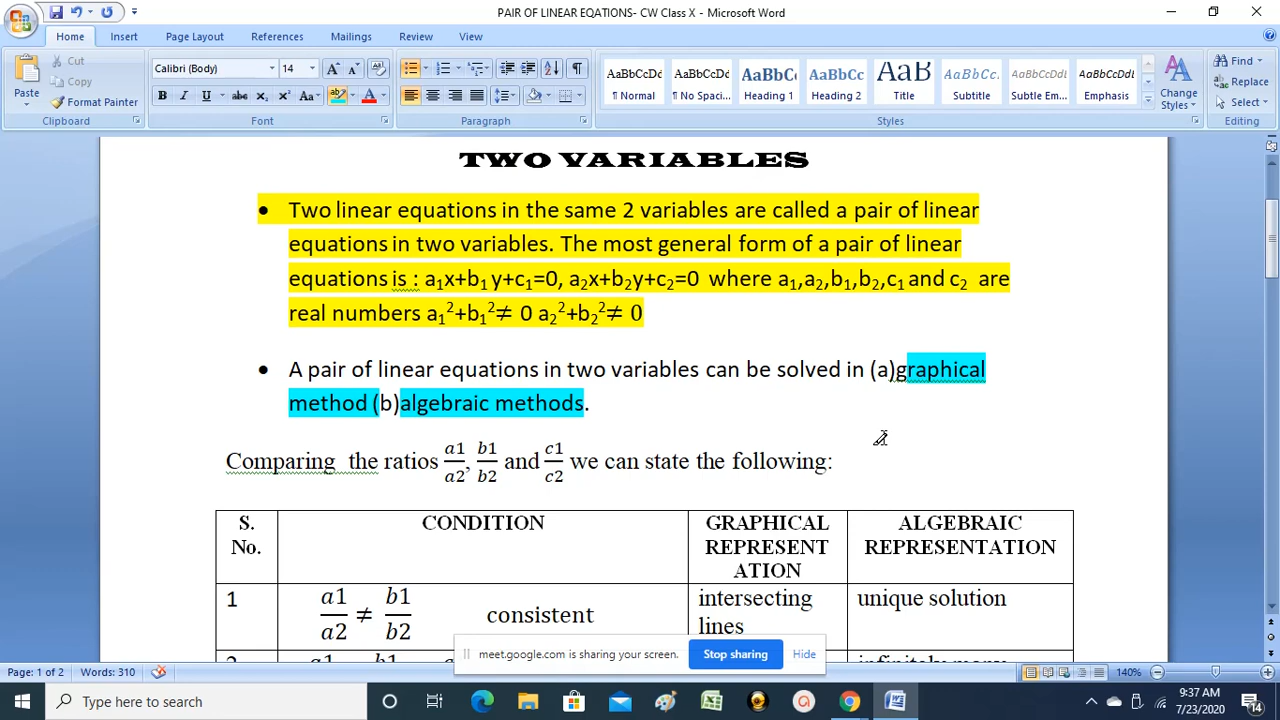 PAIR OF LINEAR EQATIONS- CW Class X - Microsoft Word
Home Insert Page Layout References Mailings Review View
Paste
Cut
Copy
Format Painter
Clipboard
Calibri (Body) 14
Font
Paragraph
AaBbCcDd AaBbCcDd AaBbCc AaBbCc AaB AaBbCc. AaBbCcDd AaBbCcDd
¶ Normal ¶ No Spaci... Heading 1 Heading 2 Title Subtitle Subtle Em... Emphasis
Change Styles
Styles
Find
Replace
Select
Editing
TWO VARIABLES
• Two linear equations in the same 2 variables are called a pair of linear
equations in two variables. The most general form of a pair of linear
equations is : a₁x+b₁ y+c₁=0, a₂x+b₂y+c₂=0 where a₁,a₂,b₁,b₂,c₁ and c₂ are
real numbers a₁²+b₁²≠ 0 a₂²+b₂²≠ 0
• A pair of linear equations in two variables can be solved in (a)graphical
method (b)algebraic methods.
Comparing the ratios a1/a2, b1/b2 and c1/c2 we can state the following:
S. No. CONDITION GRAPHICAL REPRESENT ATION ALGEBRAIC REPRESENTATION
1 a1/a2 ≠ b1/b2 consistent intersecting lines unique solution
meet.google.com is sharing your screen. Stop sharing Hide
Page: 1 of 2 Words: 310 140%
Type here to search
9:37 AM
7/23/2020
14